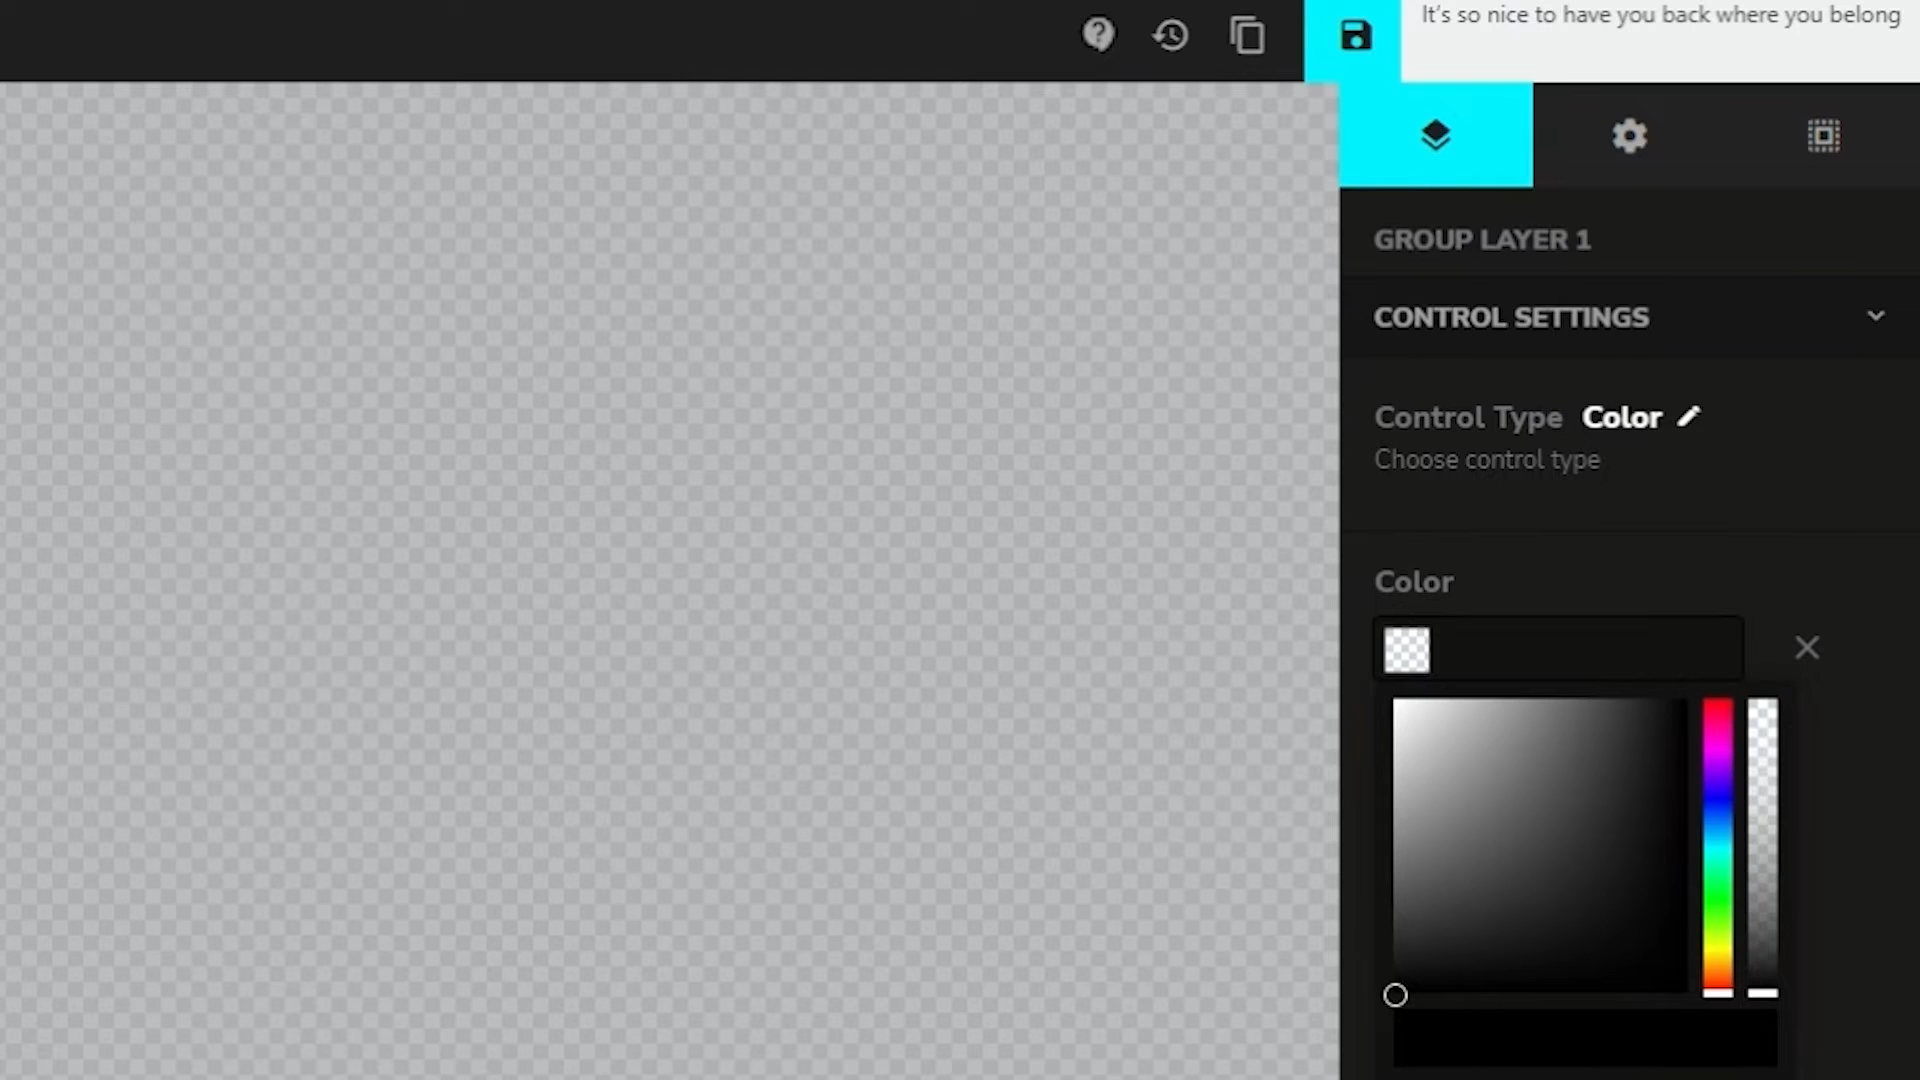 It's so nice to have you back where you belong
GROUP LAYER 1
CONTROL SETTINGS
Control Type Color
Choose control type
Color